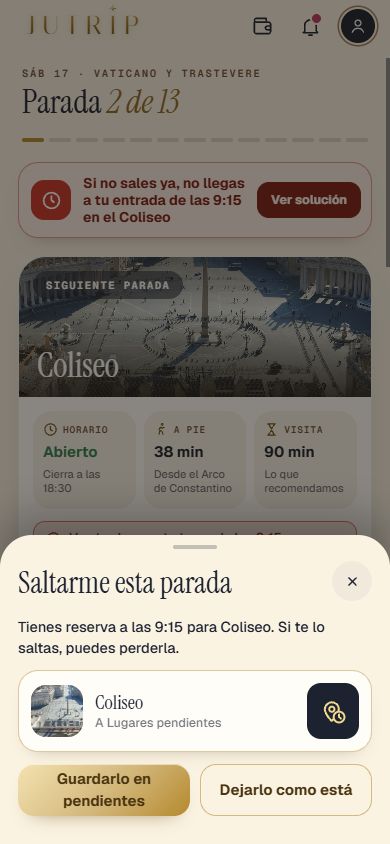 JUTRIP
SÁB 17 · VATICANO Y TRASTEVERE
Parada 2 de 13
Si no sales ya, no llegas
a tu entrada de las 9:15
en el Coliseo
Ver solución
SIGUIENTE PARADA
Coliseo
HORARIO
Abierto
Cierra a las
18:30
A PIE
38 min
Desde el Arco
de Constantino
VISITA
90 min
Lo que
recomendamos
Saltarme esta parada
Tienes reserva a las 9:15 para Coliseo. Si te lo
saltas, puedes perderla.
Coliseo
A Lugares pendientes
Guardarlo en
pendientes
Dejarlo como está